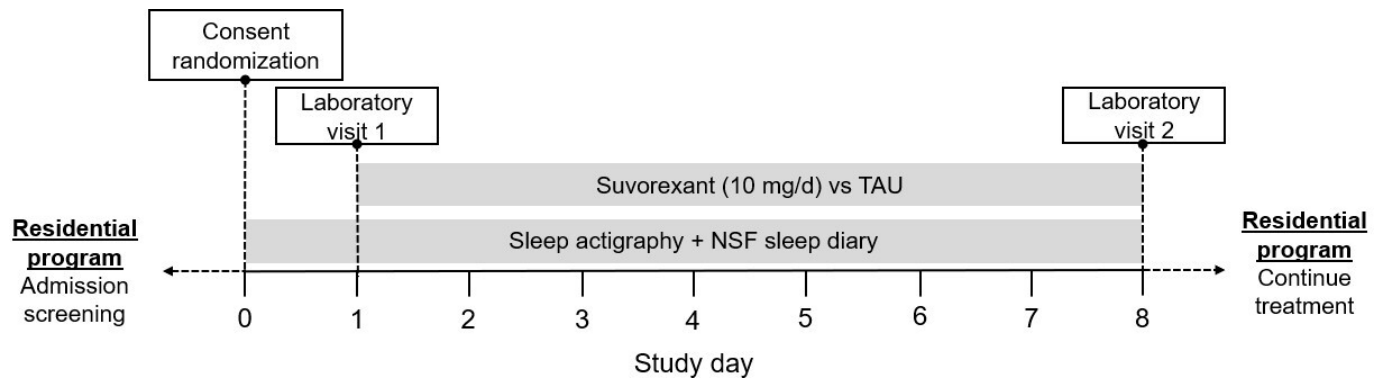 Consent
randomization
Laboratory
visit 1
Laboratory
visit 2
Suvorexant (10 mg/d) vs TAU
Sleep actigraphy + NSF sleep diary
Residential
program
Admission
screening
Residential
program
Continue
treatment
0 1 2 3 4 5 6 7 8
Study day